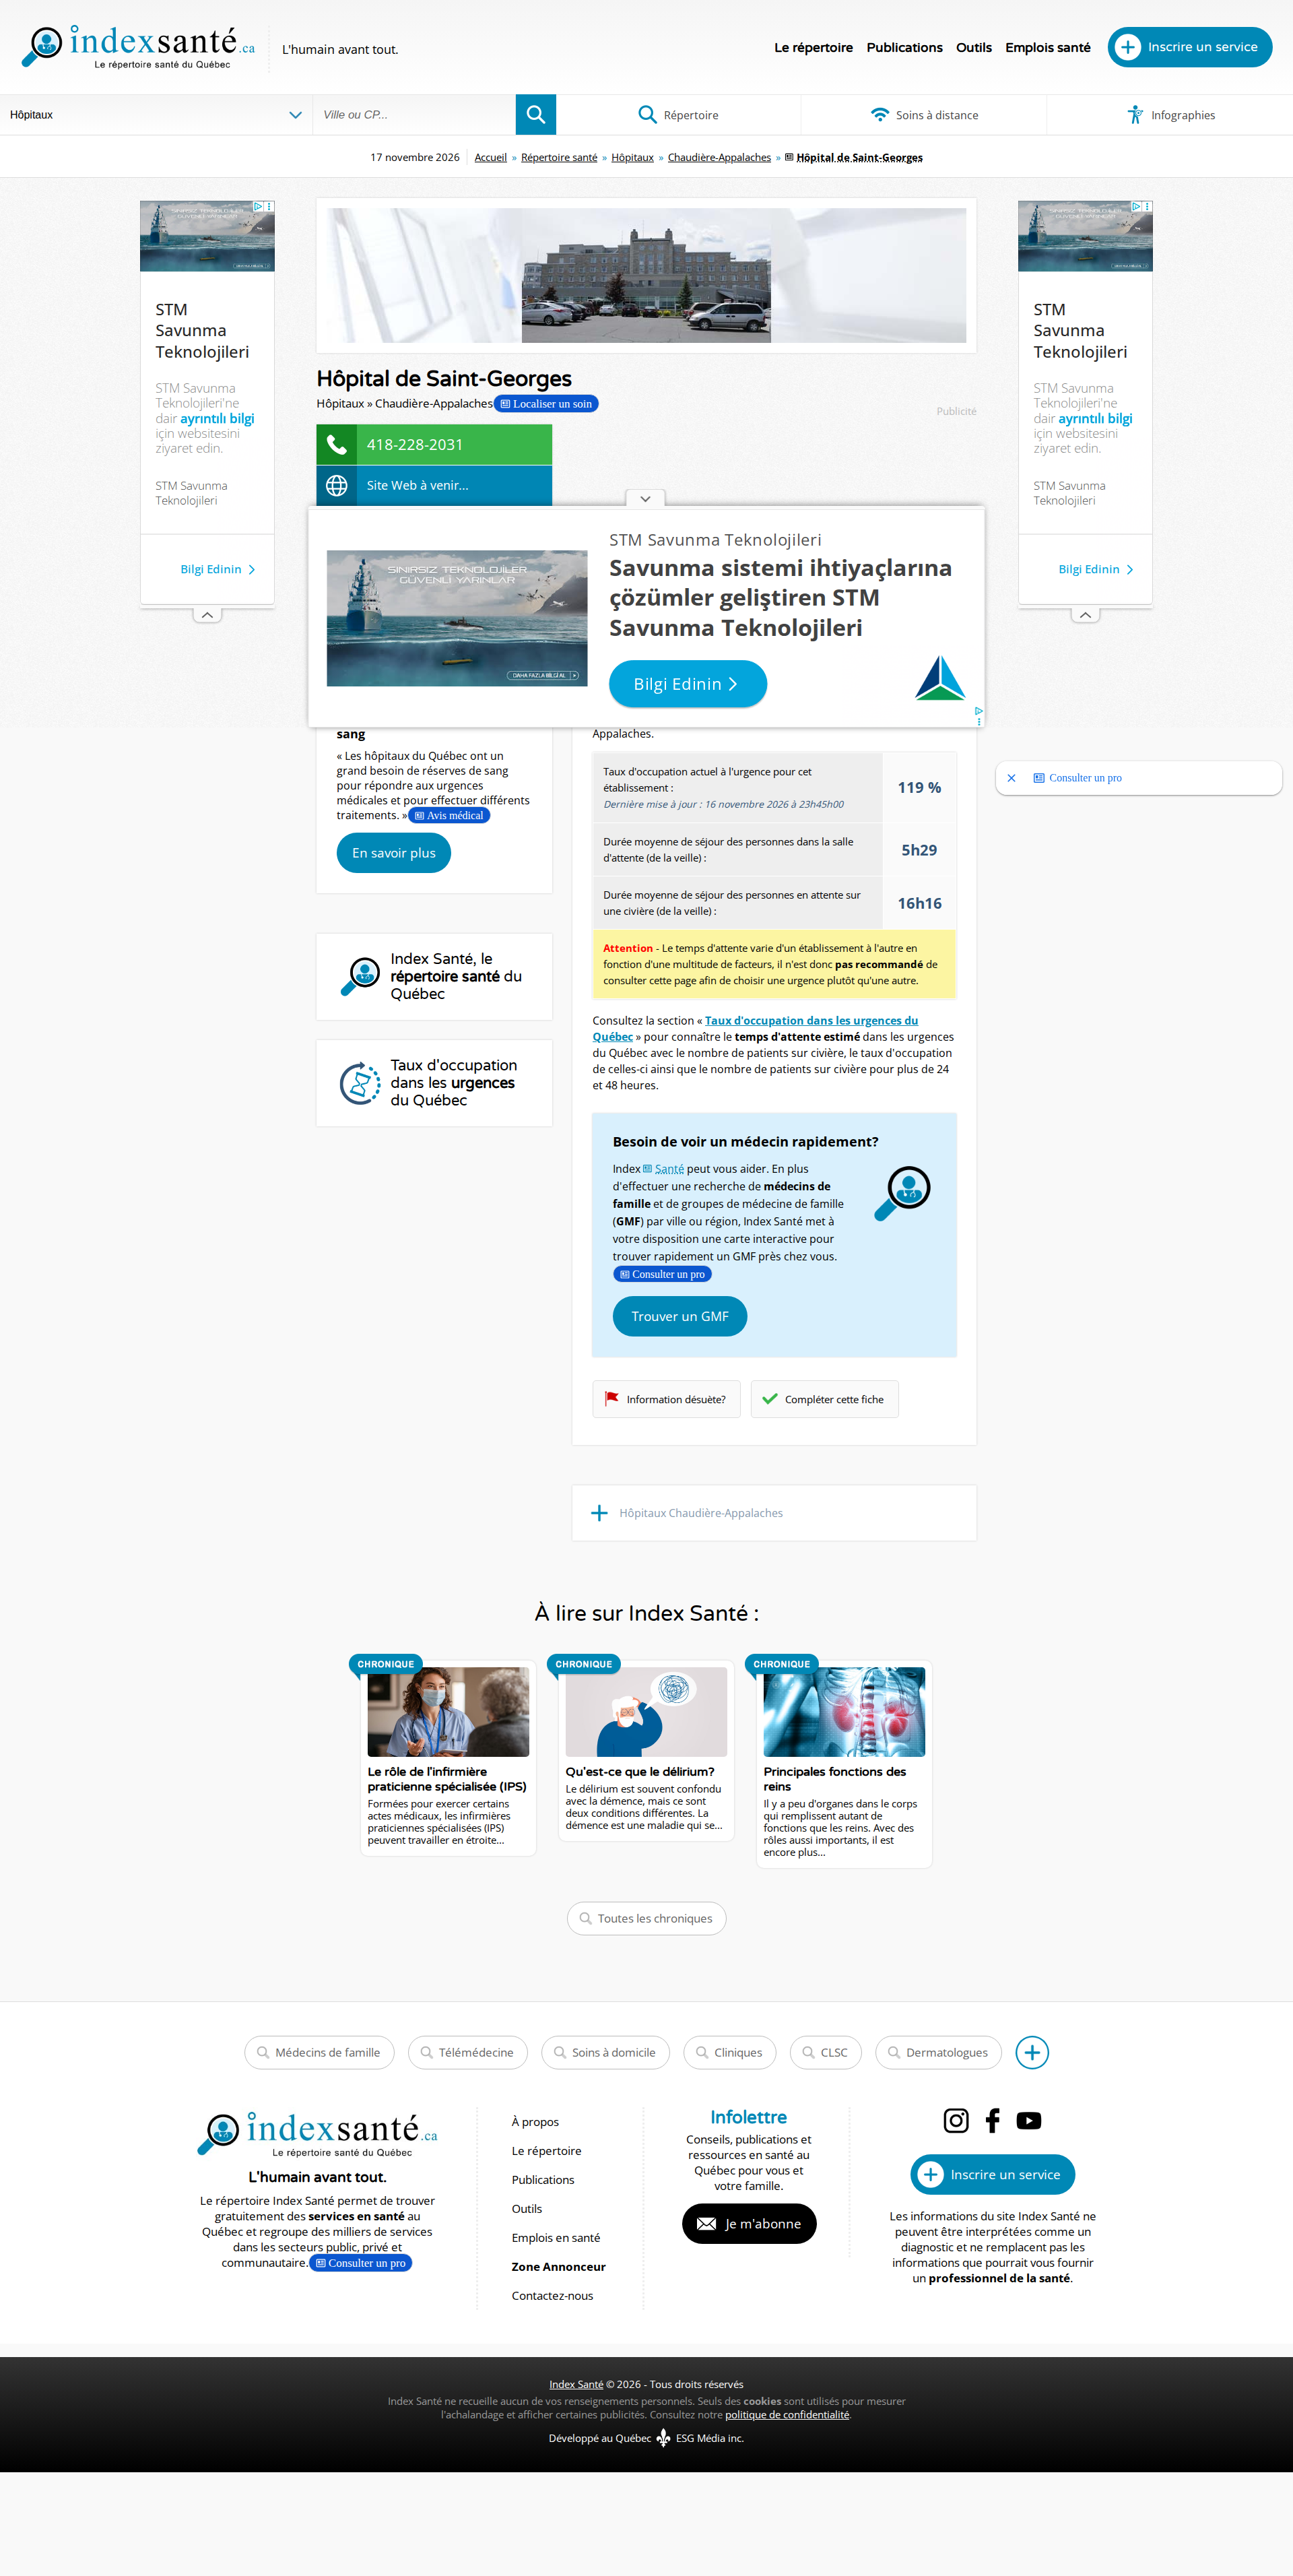 indexsanté.ca
Le répertoire santé du Québec
L'humain avant tout.
Le répertoire
Publications
Outils
Emplois santé
Inscrire un service
Hôpitaux
Ville ou CP...
Répertoire
Soins à distance
Infographies
17 novembre 2026 Accueil » Répertoire santé » Hôpitaux » Chaudière-Appalaches » Hôpital de Saint-Georges
STM
Savunma
Teknolojileri
STM Savunma
Teknolojileri'ne
dair ayrıntılı bilgi
için websitesini
ziyaret edin.
STM Savunma
Teknolojileri
Bilgi Edinin
Hôpital de Saint-Georges
Hôpitaux » Chaudière-Appalaches Localiser un soin
Publicité
418-228-2031
Site Web à venir...
STM
Savunma
Teknolojileri
STM Savunma
Teknolojileri'ne
dair ayrıntılı bilgi
için websitesini
ziyaret edin.
STM Savunma
Teknolojileri
Bilgi Edinin
SINIRSIZ TEKNOLOJİLER
GÜVENLİ YARINLAR
DAHA FAZLA BİLGİ AL
STM Savunma Teknolojileri
Savunma sistemi ihtiyaçlarına
çözümler geliştiren STM
Savunma Teknolojileri
Bilgi Edinin
sang
« Les hôpitaux du Québec ont un
grand besoin de réserves de sang
pour répondre aux urgences
médicales et pour effectuer différents
traitements. » Avis médical
En savoir plus
Index Santé, le
répertoire santé du
Québec
Taux d'occupation
dans les urgences
du Québec
Appalaches.
Taux d'occupation actuel à l'urgence pour cet
établissement :
Dernière mise à jour : 16 novembre 2026 à 23h45h00
119 %
Durée moyenne de séjour des personnes dans la salle
d'attente (de la veille) :
5h29
Durée moyenne de séjour des personnes en attente sur
une civière (de la veille) :
16h16
Attention - Le temps d'attente varie d'un établissement à l'autre en
fonction d'une multitude de facteurs, il n'est donc pas recommandé de
consulter cette page afin de choisir une urgence plutôt qu'une autre.
Consultez la section « Taux d'occupation dans les urgences du
Québec » pour connaître le temps d'attente estimé dans les urgences
du Québec avec le nombre de patients sur civière, le taux d'occupation
de celles-ci ainsi que le nombre de patients sur civière pour plus de 24
et 48 heures.
Besoin de voir un médecin rapidement?
Index Santé peut vous aider. En plus
d'effectuer une recherche de médecins de
famille et de groupes de médecine de famille
(GMF) par ville ou région, Index Santé met à
votre disposition une carte interactive pour
trouver rapidement un GMF près chez vous.
Consulter un pro
Trouver un GMF
Information désuète?
Compléter cette fiche
Hôpitaux Chaudière-Appalaches
Consulter un pro
À lire sur Index Santé :
CHRONIQUE
Le rôle de l'infirmière
praticienne spécialisée (IPS)
Formées pour exercer certains
actes médicaux, les infirmières
praticiennes spécialisées (IPS)
peuvent travailler en étroite...
CHRONIQUE
Qu'est-ce que le délirium?
Le délirium est souvent confondu
avec la démence, mais ce sont
deux conditions différentes. La
démence est une maladie qui se...
CHRONIQUE
Principales fonctions des
reins
Il y a peu d'organes dans le corps
qui remplissent autant de
fonctions que les reins. Avec des
rôles aussi importants, il est
encore plus...
Toutes les chroniques
Médecins de famille
Télémédecine
Soins à domicile
Cliniques
CLSC
Dermatologues
indexsanté.ca
Le répertoire santé du Québec
L'humain avant tout.
Le répertoire Index Santé permet de trouver
gratuitement des services en santé au
Québec et regroupe des milliers de services
dans les secteurs public, privé et
communautaire. Consulter un pro
À propos
Le répertoire
Publications
Outils
Emplois en santé
Zone Annonceur
Contactez-nous
Infolettre
Conseils, publications et
ressources en santé au
Québec pour vous et
votre famille.
Je m'abonne
Inscrire un service
Les informations du site Index Santé ne
peuvent être interprétées comme un
diagnostic et ne remplacent pas les
informations que pourrait vous fournir
un professionnel de la santé.
Index Santé © 2026 - Tous droits réservés
Index Santé ne recueille aucun de vos renseignements personnels. Seuls des cookies sont utilisés pour mesurer
l'achalandage et afficher certaines publicités. Consultez notre politique de confidentialité.
Développé au Québec ESG Média inc.